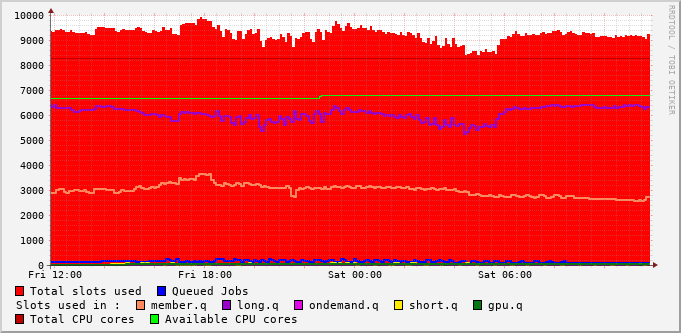 10000
9000
8000
7000
6000
5000
4000
3000
2000
1000
0
Fri 12:00 Fri 18:00 Sat 00:00 Sat 06:00
Total slots used Queued Jobs
Slots used in : member.q long.q ondemand.q short.q gpu.q
Total CPU cores Available CPU cores
RRDTOOL / TOBI OETIKER